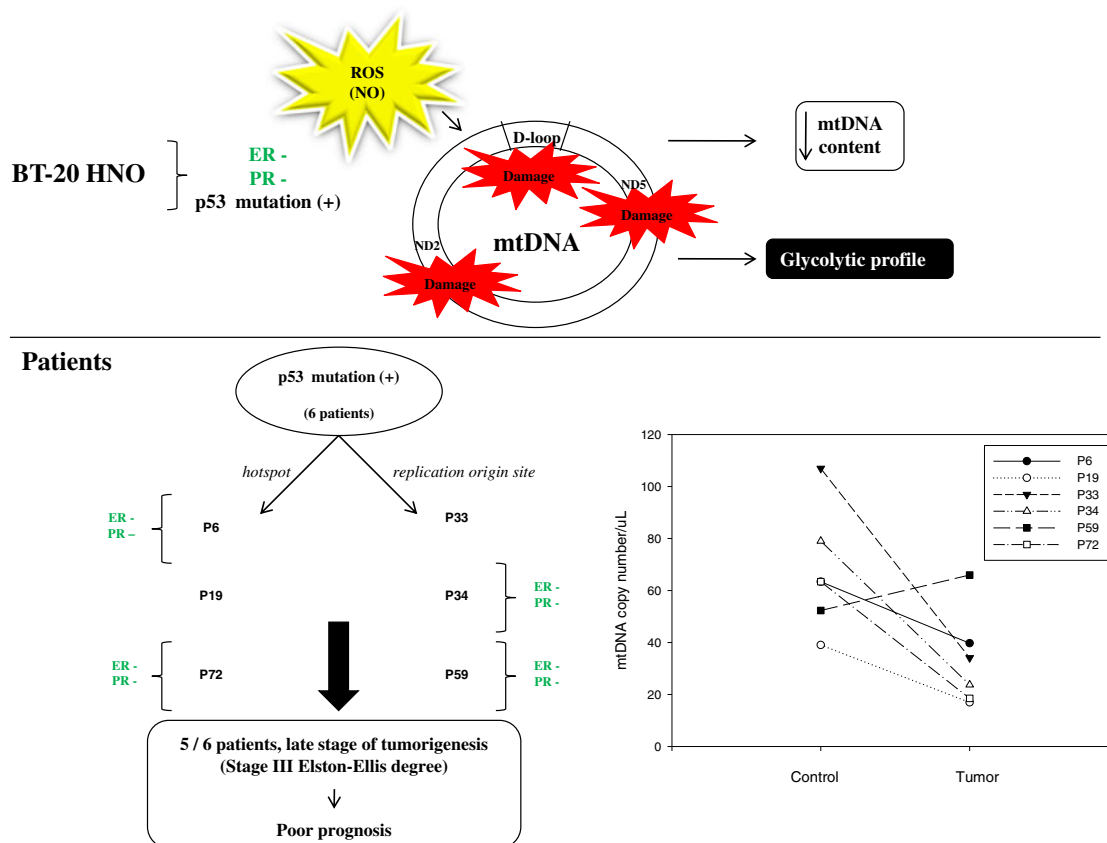 ROS
(NO)
BT-20 HNO
ER -
PR -
p53 mutation (+)
D-loop
Damage
ND5
Damage
ND2
Damage
mtDNA
mtDNA
content
Glycolytic profile
Patients
p53 mutation (+)
(6 patients)
hotspot
replication origin site
ER -
PR –
P6
P33
P19
P34
ER -
PR -
ER -
PR -
P72
P59
ER -
PR -
5 / 6 patients, late stage of tumorigenesis
(Stage III Elston-Ellis degree)
Poor prognosis
mtDNA copy number/uL
120
100
80
60
40
20
0
Control
Tumor
P6
P19
P33
P34
P59
P72